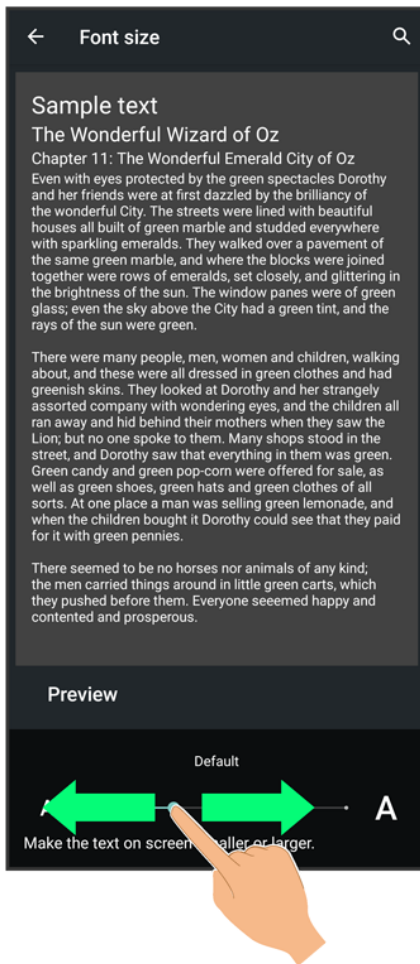 Font size
Sample text
The Wonderful Wizard of Oz
Chapter 11: The Wonderful Emerald City of Oz
Even with eyes protected by the green spectacles Dorothy
and her friends were at first dazzled by the brilliancy of
the wonderful City. The streets were lined with beautiful
houses all built of green marble and studded everywhere
with sparkling emeralds. They walked over a pavement of
the same green marble, and where the blocks were joined
together were rows of emeralds, set closely, and glittering in
the brightness of the sun. The window panes were of green
glass; even the sky above the City had a green tint, and the
rays of the sun were green.
There were many people, men, women and children, walking
about, and these were all dressed in green clothes and had
greenish skins. They looked at Dorothy and her strangely
assorted company with wondering eyes, and the children all
ran away and hid behind their mothers when they saw the
Lion; but no one spoke to them. Many shops stood in the
street, and Dorothy saw that everything in them was green.
Green candy and green pop-corn were offered for sale, as
well as green shoes, green hats and green clothes of all
sorts. At one place a man was selling green lemonade, and
when the children bought it Dorothy could see that they paid
for it with green pennies.
There seemed to be no horses nor animals of any kind;
the men carried things around in little green carts, which
they pushed before them. Everyone seeemed happy and
contented and prosperous.
Preview
Default
A
Make the text on screen or larger.